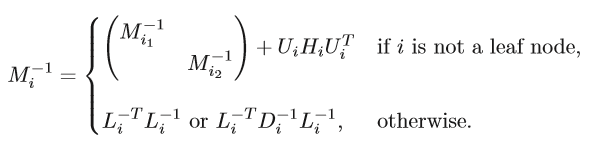 $$M_i^{-1} = \begin{cases} \begin{pmatrix} M_{i_1}^{-1} & \\ & M_{i_2}^{-1} \end{pmatrix} + U_i H_i U_i^T & \text{if } i \text{ is not a leaf node,} \\ L_i^{-T} L_i^{-1} \text{ or } L_i^{-T} D_i^{-1} L_i^{-1}, & \text{otherwise.} \end{cases}$$